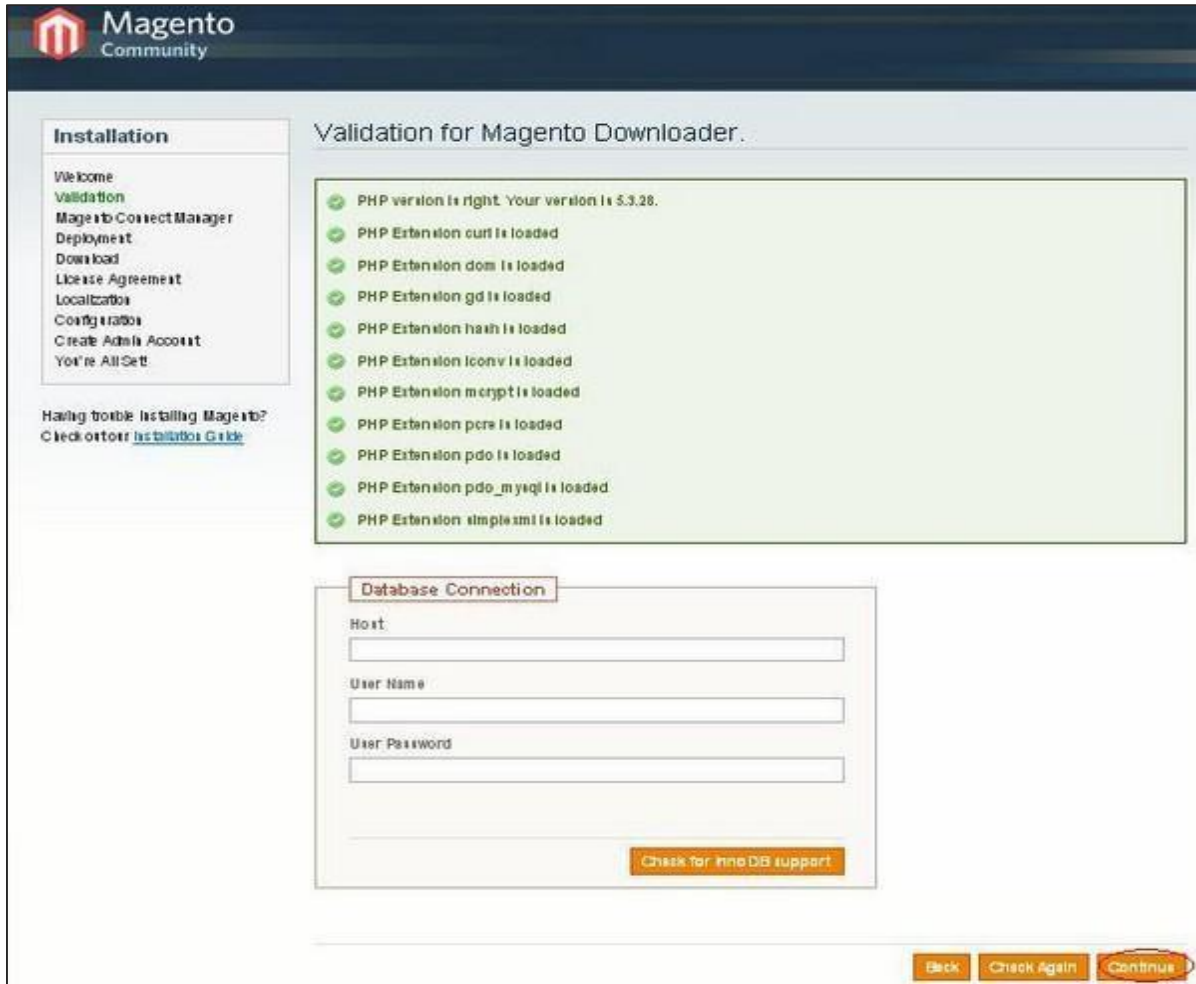 Magento
Community
Installation
Welcome
Validation
Magento Connect Manager
Deployment
Download
License Agreement
Localization
Configuration
Create Admin Account
You're All Set!
Having trouble installing Magento?
Check out our Installation Guide
Validation for Magento Downloader.
PHP version is right. Your version is 5.3.28.
PHP Extension curl is loaded
PHP Extension dom is loaded
PHP Extension gd is loaded
PHP Extension hash is loaded
PHP Extension iconv is loaded
PHP Extension mcrypt is loaded
PHP Extension pcre is loaded
PHP Extension pdo is loaded
PHP Extension pdo_mysql is loaded
PHP Extension simplexml is loaded
Database Connection
Host
User Name
User Password
Check for InnoDB support
Back
Check Again
Continue